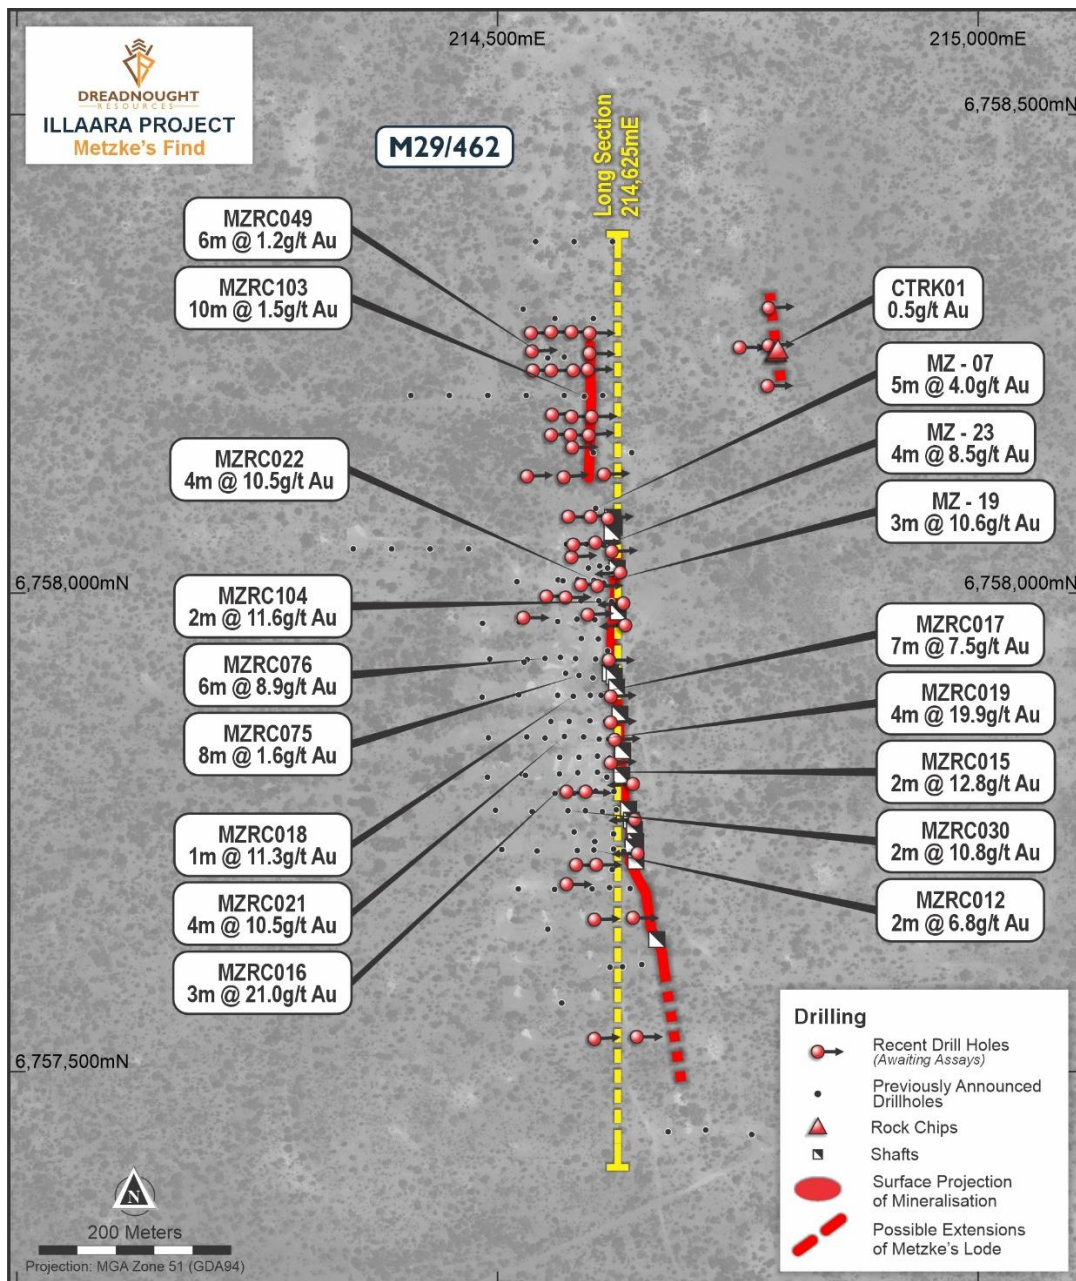 214,500mE
215,000mE
DREADNOUGHT
RESOURCES
ILLAARA PROJECT
Metzke's Find
6,758,500mN
M29/462
Long Section
214,625mE
MZRC049
6m @ 1.2g/t Au
MZRC103
10m @ 1.5g/t Au
CTRK01
0.5g/t Au
MZ - 07
5m @ 4.0g/t Au
MZ - 23
4m @ 8.5g/t Au
MZRC022
4m @ 10.5g/t Au
MZ - 19
3m @ 10.6g/t Au
6,758,000mN
6,758,000mN
MZRC104
2m @ 11.6g/t Au
MZRC017
7m @ 7.5g/t Au
MZRC076
6m @ 8.9g/t Au
MZRC019
4m @ 19.9g/t Au
MZRC075
8m @ 1.6g/t Au
MZRC015
2m @ 12.8g/t Au
MZRC018
1m @ 11.3g/t Au
MZRC030
2m @ 10.8g/t Au
MZRC021
4m @ 10.5g/t Au
MZRC012
2m @ 6.8g/t Au
MZRC016
3m @ 21.0g/t Au
6,757,500mN
Drilling
Recent Drill Holes
(Awaiting Assays)
Previously Announced
Drillholes
Rock Chips
Shafts
Surface Projection
of Mineralisation
Possible Extensions
of Metzke's Lode
N
200 Meters
Projection: MGA Zone 51 (GDA94)